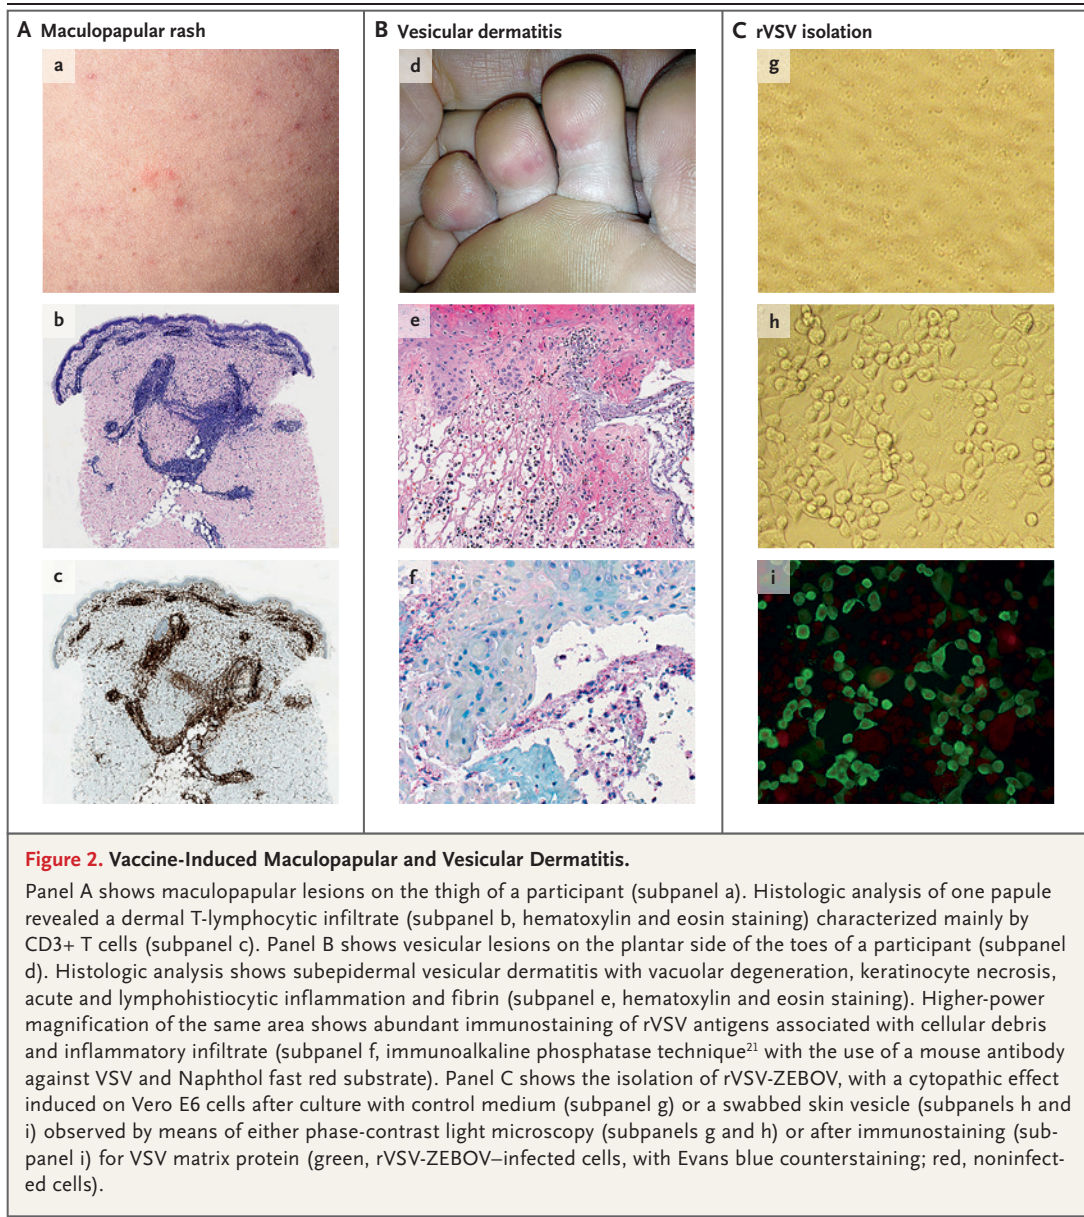 A Maculopapular rash
a
b
c
B Vesicular dermatitis
d
e
f
C rVSV isolation
g
h
i
Figure 2. Vaccine-Induced Maculopapular and Vesicular Dermatitis.
Panel A shows maculopapular lesions on the thigh of a participant (subpanel a). Histologic analysis of one papule
revealed a dermal T-lymphocytic infiltrate (subpanel b, hematoxylin and eosin staining) characterized mainly by
CD3+ T cells (subpanel c). Panel B shows vesicular lesions on the plantar side of the toes of a participant (subpanel
d). Histologic analysis shows subepidermal vesicular dermatitis with vacuolar degeneration, keratinocyte necrosis,
acute and lymphohistiocytic inflammation and fibrin (subpanel e, hematoxylin and eosin staining). Higher-power
magnification of the same area shows abundant immunostaining of rVSV antigens associated with cellular debris
and inflammatory infiltrate (subpanel f, immunoalkaline phosphatase technique21 with the use of a mouse antibody
against VSV and Naphthol fast red substrate). Panel C shows the isolation of rVSV-ZEBOV, with a cytopathic effect
induced on Vero E6 cells after culture with control medium (subpanel g) or a swabbed skin vesicle (subpanels h and
i) observed by means of either phase-contrast light microscopy (subpanels g and h) or after immunostaining (sub-
panel i) for VSV matrix protein (green, rVSV-ZEBOV–infected cells, with Evans blue counterstaining; red, noninfect-
ed cells).